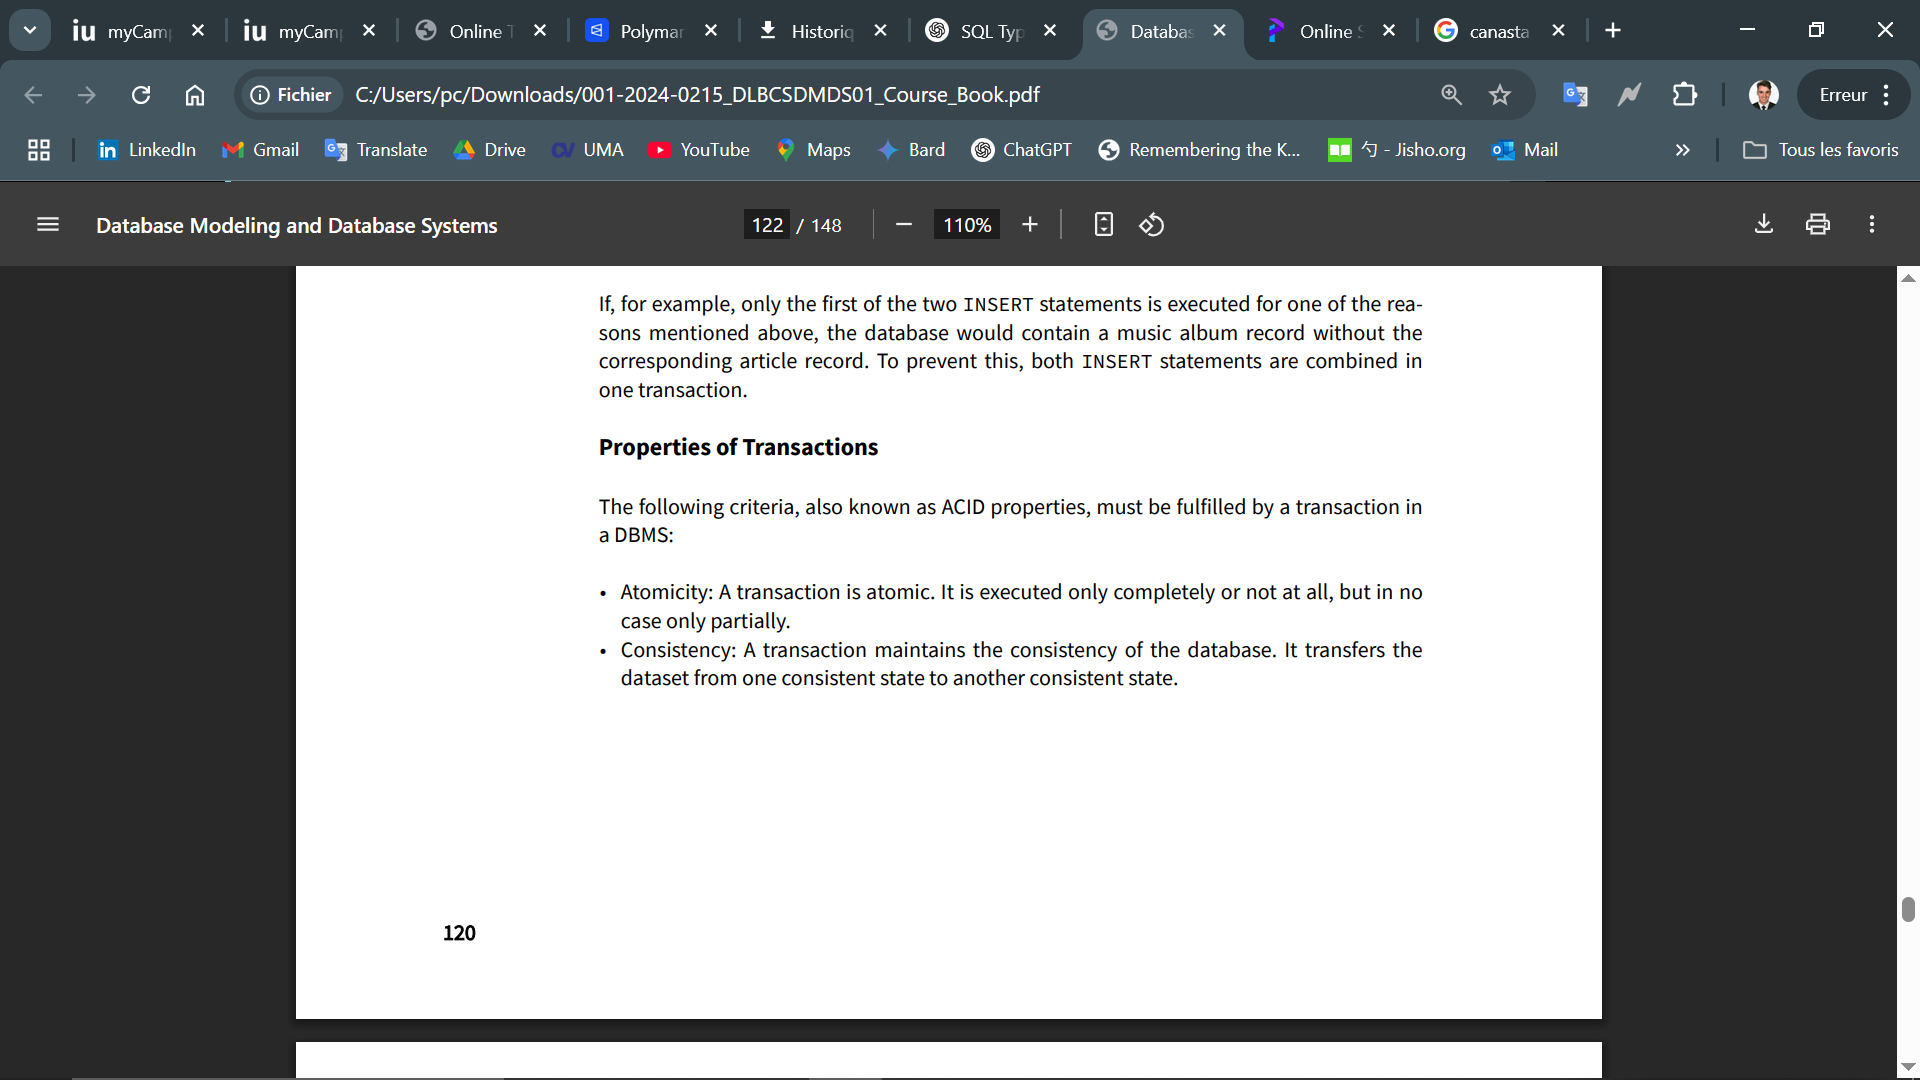 myCam
myCam
Online T
Polymar
Historiq
SQL Typ
Databas
Online S
canasta
Fichier
C:/Users/pc/Downloads/001-2024-0215_DLBCSDMDS01_Course_Book.pdf
Erreur
LinkedIn
Gmail
Translate
Drive
UMA
YouTube
Maps
Bard
ChatGPT
Remembering the K...
勺 - Jisho.org
Mail
Tous les favoris
Database Modeling and Database Systems
122 / 148
110%
If, for example, only the first of the two INSERT statements is executed for one of the rea-
sons mentioned above, the database would contain a music album record without the
corresponding article record. To prevent this, both INSERT statements are combined in
one transaction.
Properties of Transactions
The following criteria, also known as ACID properties, must be fulfilled by a transaction in
a DBMS:
• Atomicity: A transaction is atomic. It is executed only completely or not at all, but in no
case only partially.
• Consistency: A transaction maintains the consistency of the database. It transfers the
dataset from one consistent state to another consistent state.
120